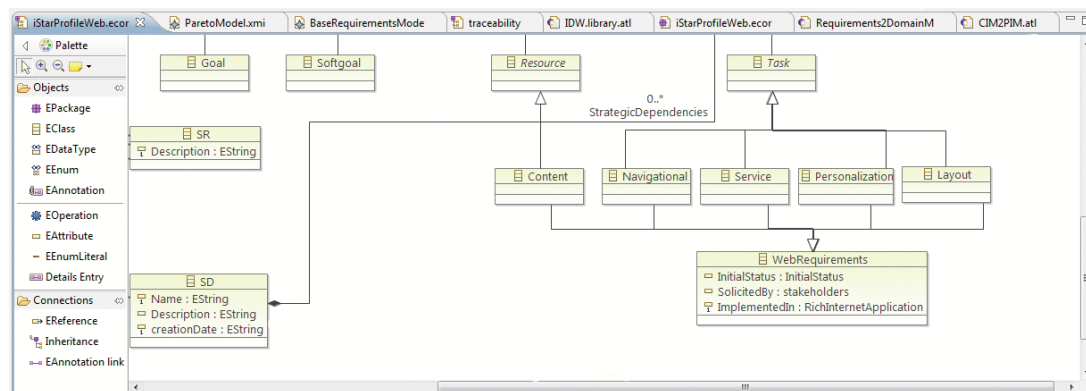 iStarProfileWeb.ecor
ParetoModel.xmi
BaseRequirementsMode
traceability
IDW.library.atl
iStarProfileWeb.ecor
Requirements2DomainM
CIM2PIM.atl
Palette
Objects
EPackage
EClass
EDataType
EEnum
EAnnotation
EOperation
EAttribute
EEnumLiteral
Details Entry
Connections
EReference
Inheritance
EAnnotation link
Goal
Softgoal
Resource
Task
0..*
StrategicDependencies
SR
Description : EString
Content
Navigational
Service
Personalization
Layout
SD
Name : EString
Description : EString
creationDate : EString
WebRequirements
InitialStatus : InitialStatus
SolicitedBy : stakeholders
ImplementedIn : RichInternetApplication